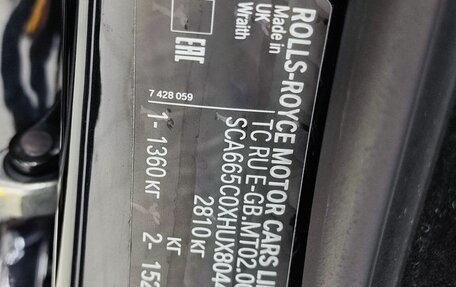 ROLLS-ROYCE MOTOR CARS LI
Made in
UK
Wraith
EAC
TC RU E-GB.MT02.0
SCA665C0XHUX804
2810 кг
7 428 059
кг
1- 1360 кг
2- 152